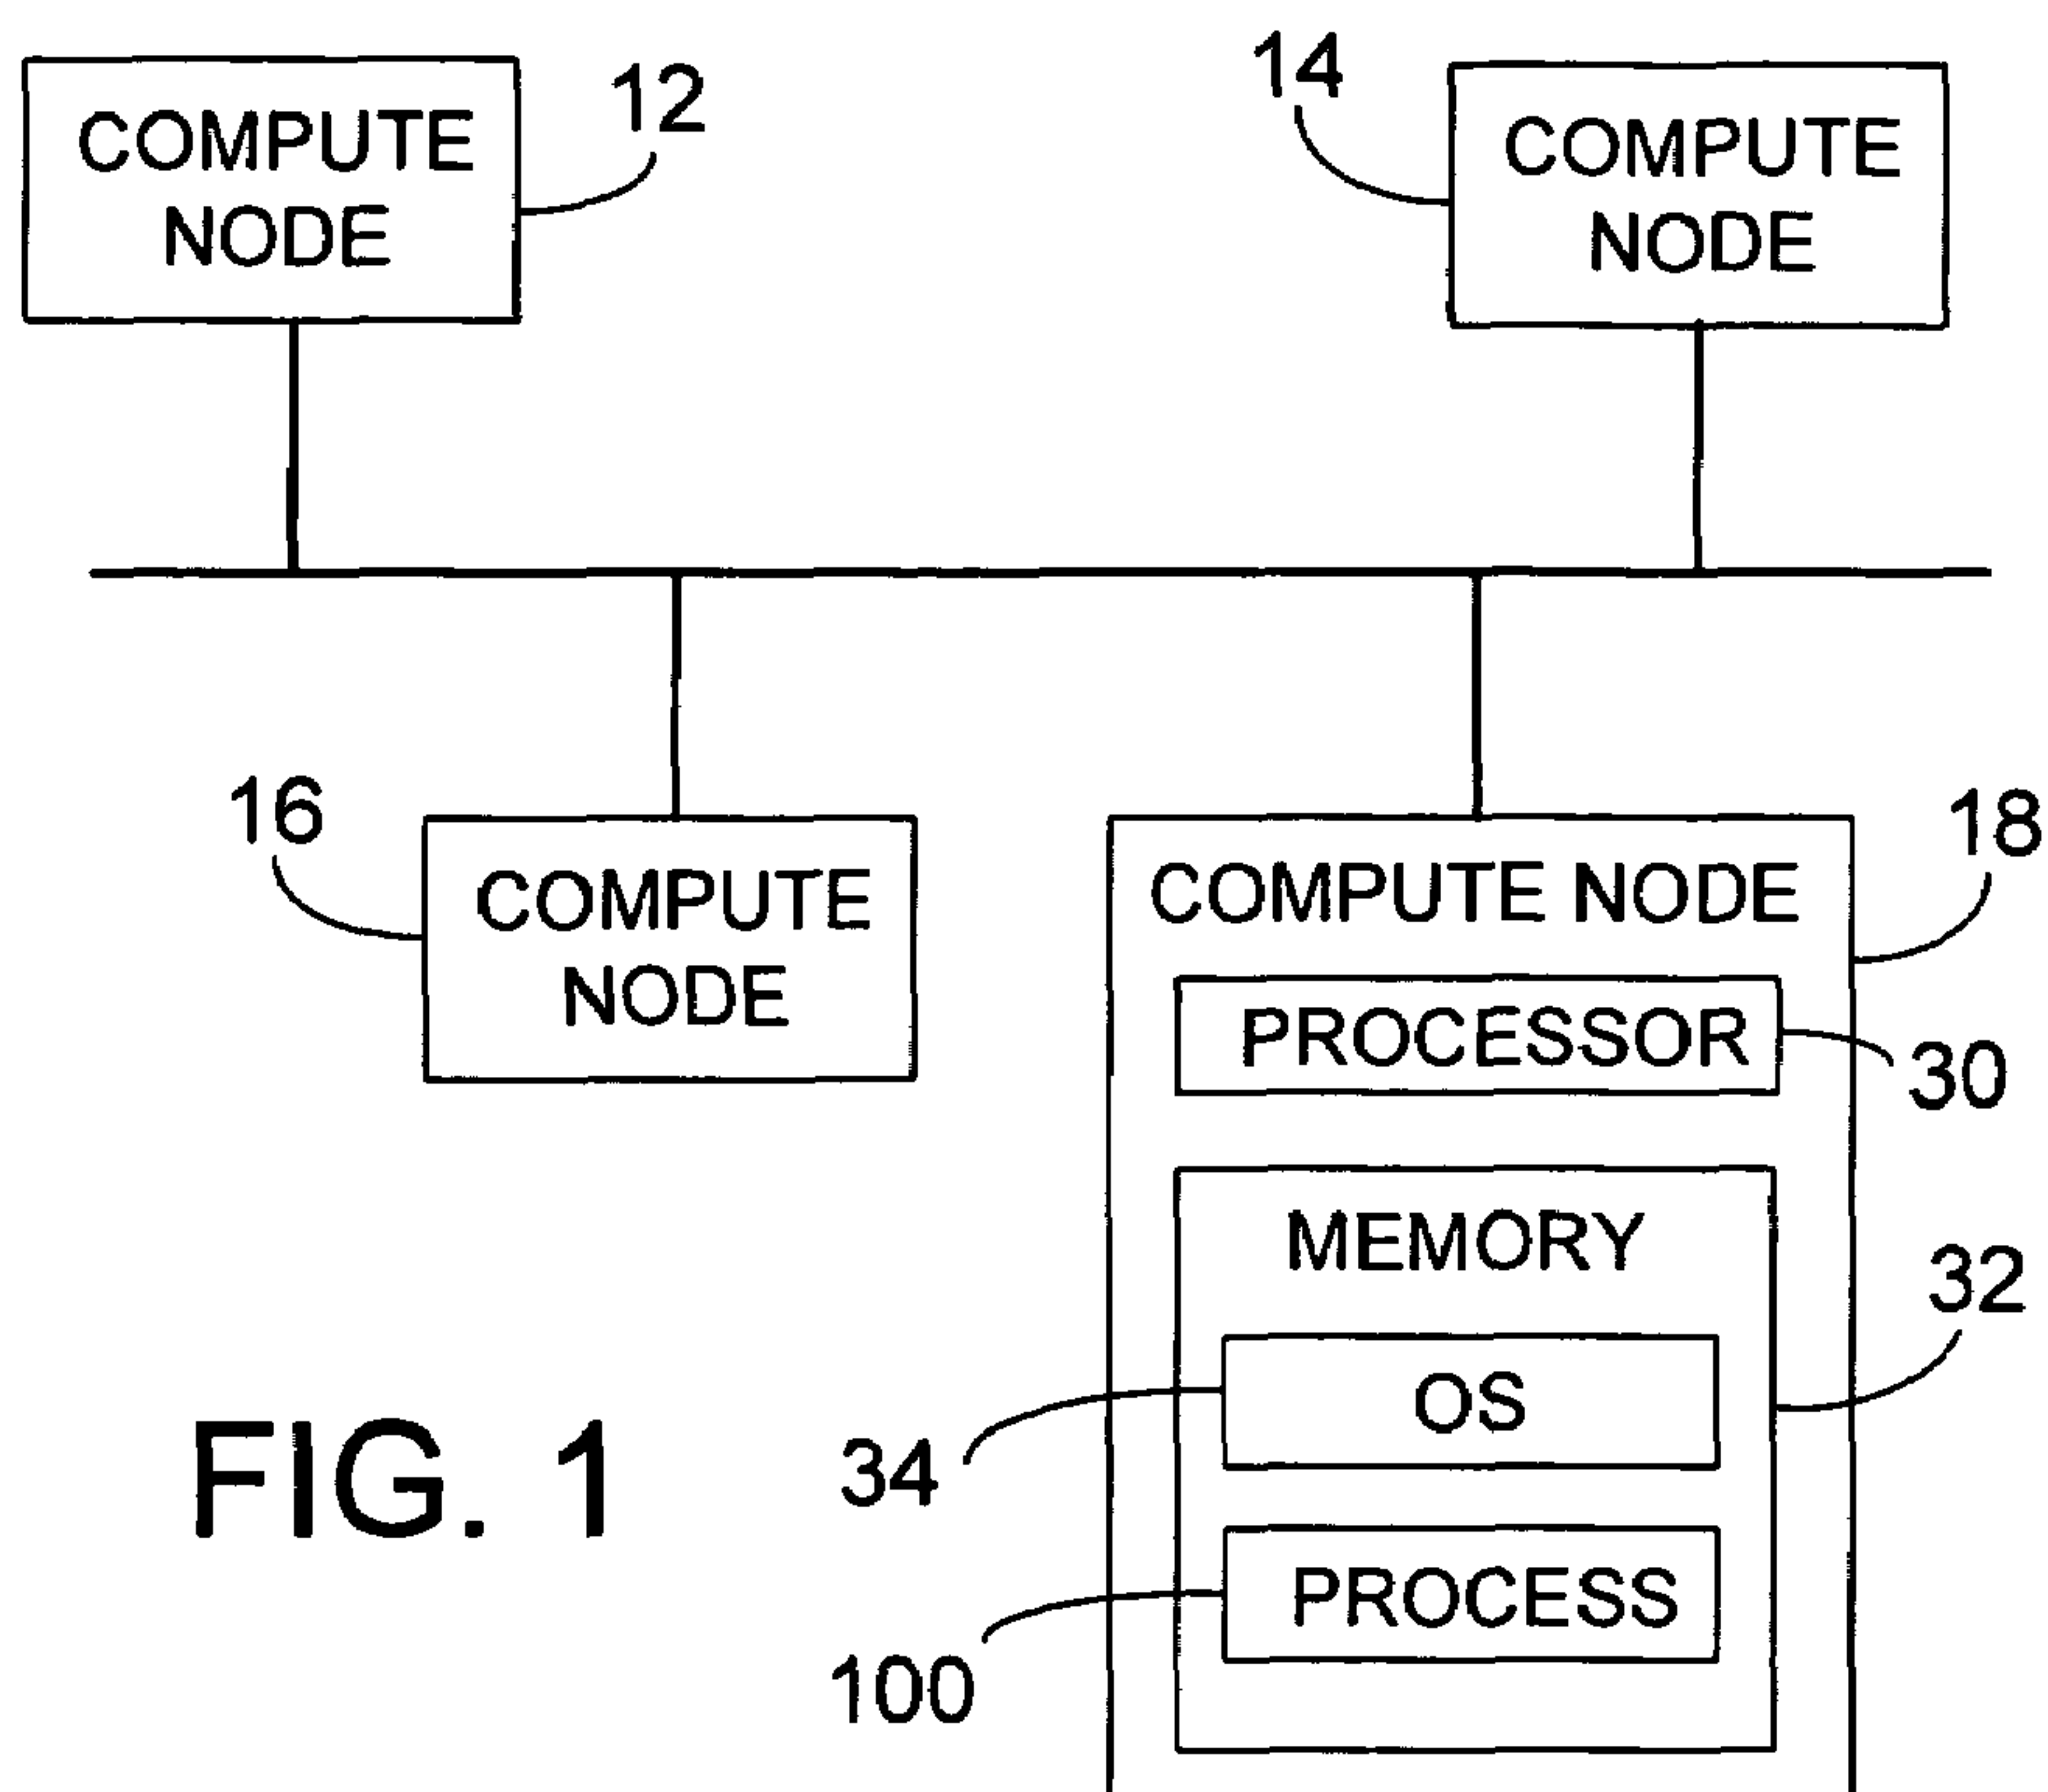 COMPUTE
NODE
12
14
COMPUTE
NODE
16
COMPUTE
NODE
18
COMPUTE NODE
PROCESSOR
30
MEMORY
32
OS
34
PROCESS
100
FIG. 1